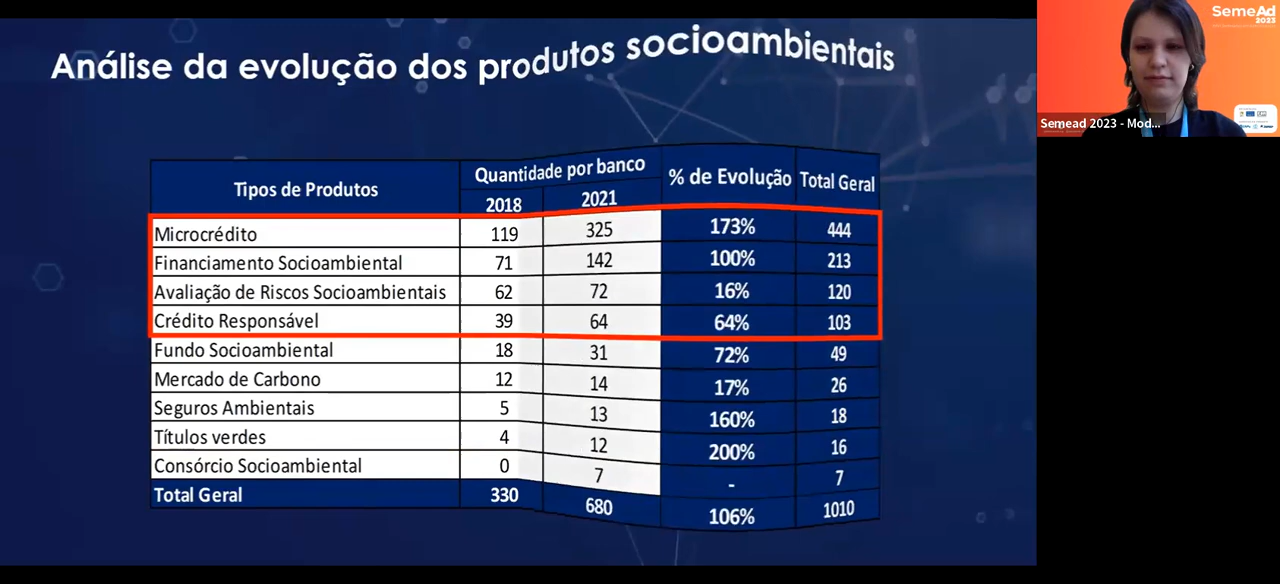 Análise da evolução dos produtos socioambientais
Tipos de Produtos Quantidade por banco % de Evolução Total Geral
2018 2021
Microcrédito 119 325 173% 444
Financiamento Socioambiental 71 142 100% 213
Avaliação de Riscos Socioambientais 62 72 16% 120
Crédito Responsável 39 64 64% 103
Fundo Socioambiental 18 31 72% 49
Mercado de Carbono 12 14 17% 26
Seguros Ambientais 5 13 160% 18
Títulos verdes 4 12 200% 16
Consórcio Socioambiental 0 7 - 7
Total Geral 330 680 106% 1010
SemeAd
2023
Semead 2023 - Mod...